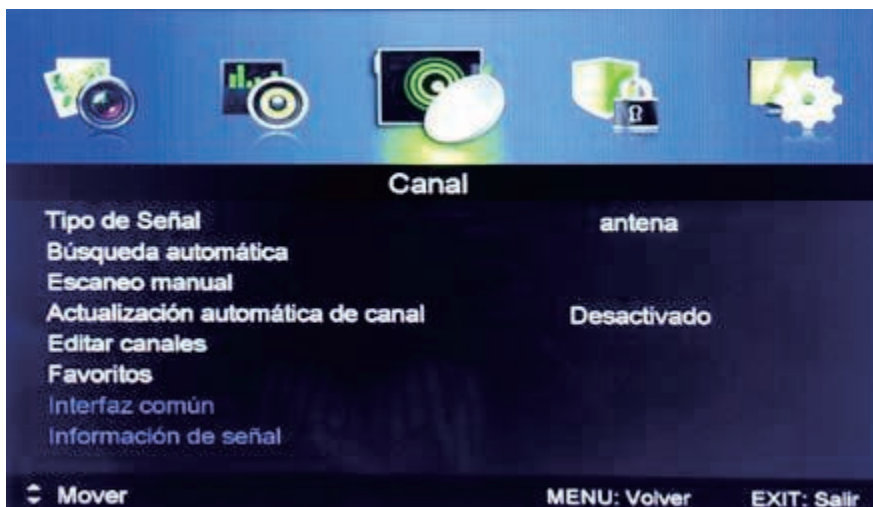 Canal
Tipo de Señal antena
Búsqueda automática
Escaneo manual
Actualización automática de canal Desactivado
Editar canales
Favoritos
Interfaz común
Información de señal
Mover MENU: Volver EXIT: Salir